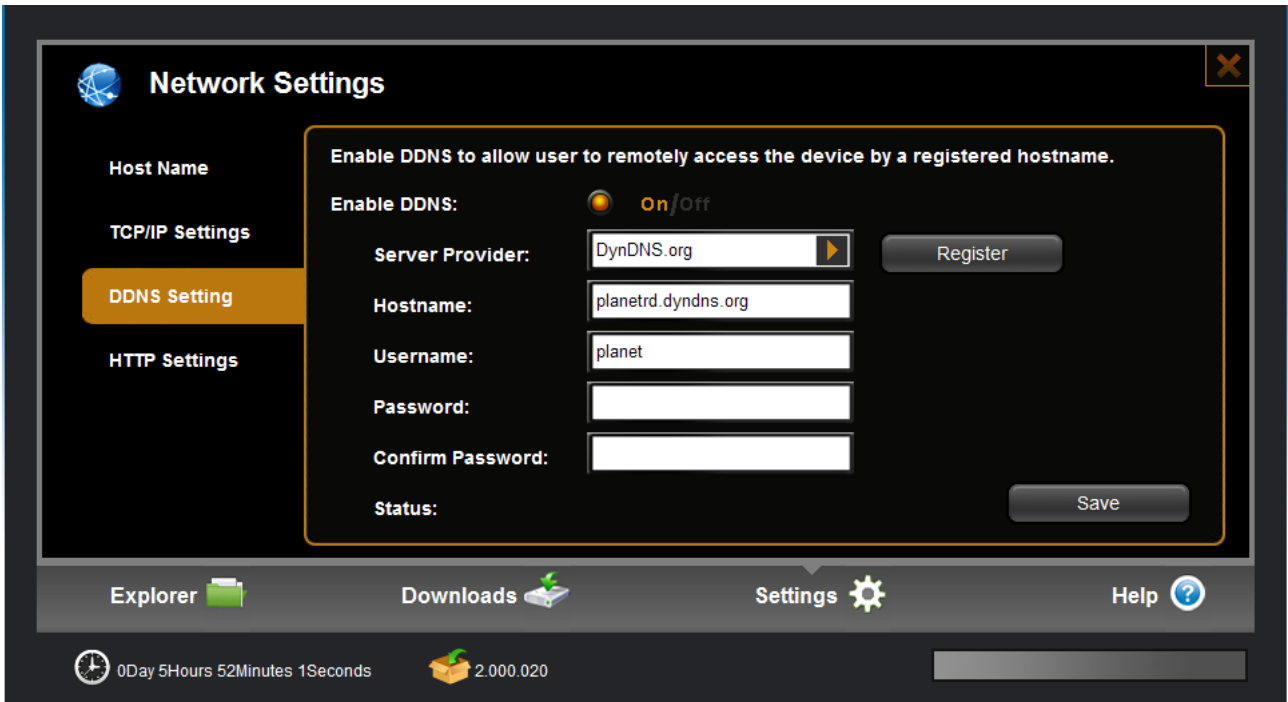 Network Settings
Host Name
TCP/IP Settings
DDNS Setting
HTTP Settings
Enable DDNS to allow user to remotely access the device by a registered hostname.
Enable DDNS: On/Off
Server Provider: DynDNS.org Register
Hostname: planetrd.dyndns.org
Username: planet
Password:
Confirm Password:
Status: Save
Explorer Downloads Settings Help
0Day 5Hours 52Minutes 1Seconds 2.000.020